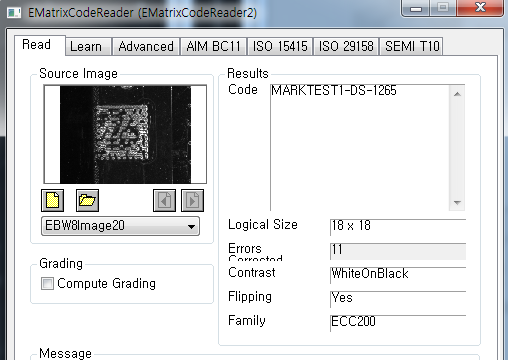 EMatrixCodeReader (EMatrixCodeReader2)
Read Learn Advanced AIM BC11 ISO 15415 ISO 29158 SEMI T10
Source Image
EBW8Image20
Grading
Compute Grading
Results
Code MARKTEST1-DS-1265
Logical Size 18 x 18
Errors 11
Corrected
Contrast WhiteOnBlack
Flipping Yes
Family ECC200
Message